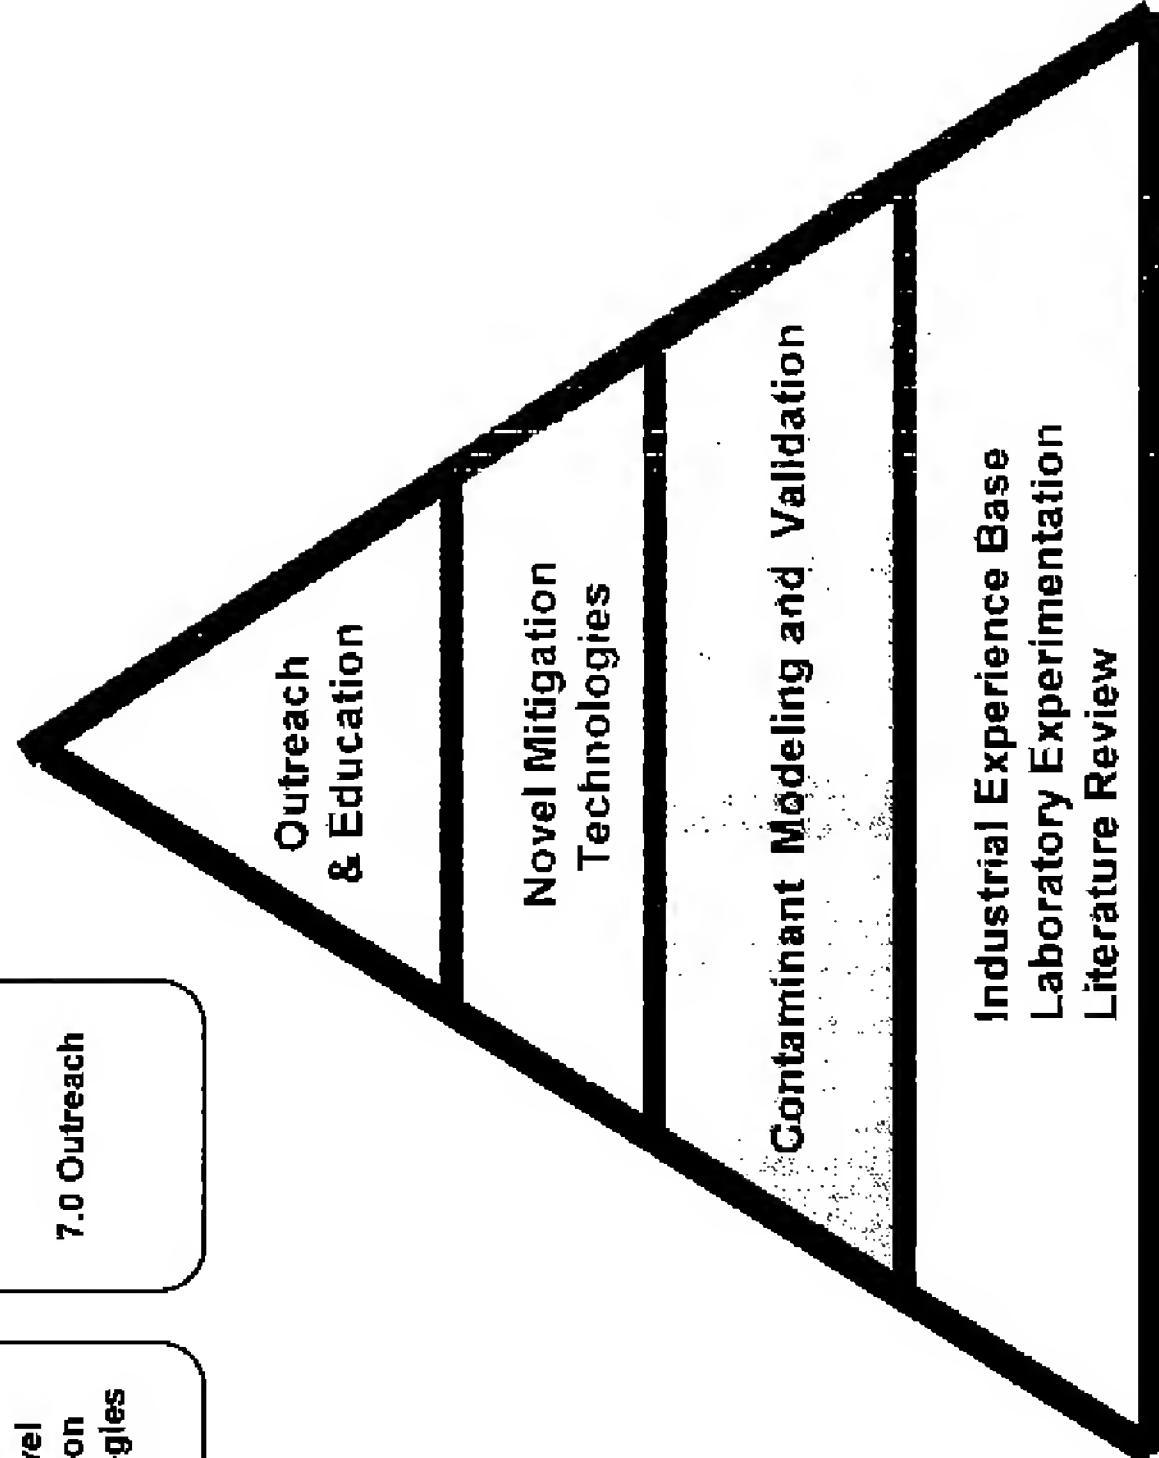 7.0 Outreach
Outreach
& Education
Novel Mitigation
Technologies
Contaminant Modeling and Validation
Industrial Experience Base
Laboratory Experimentation
Literature Review